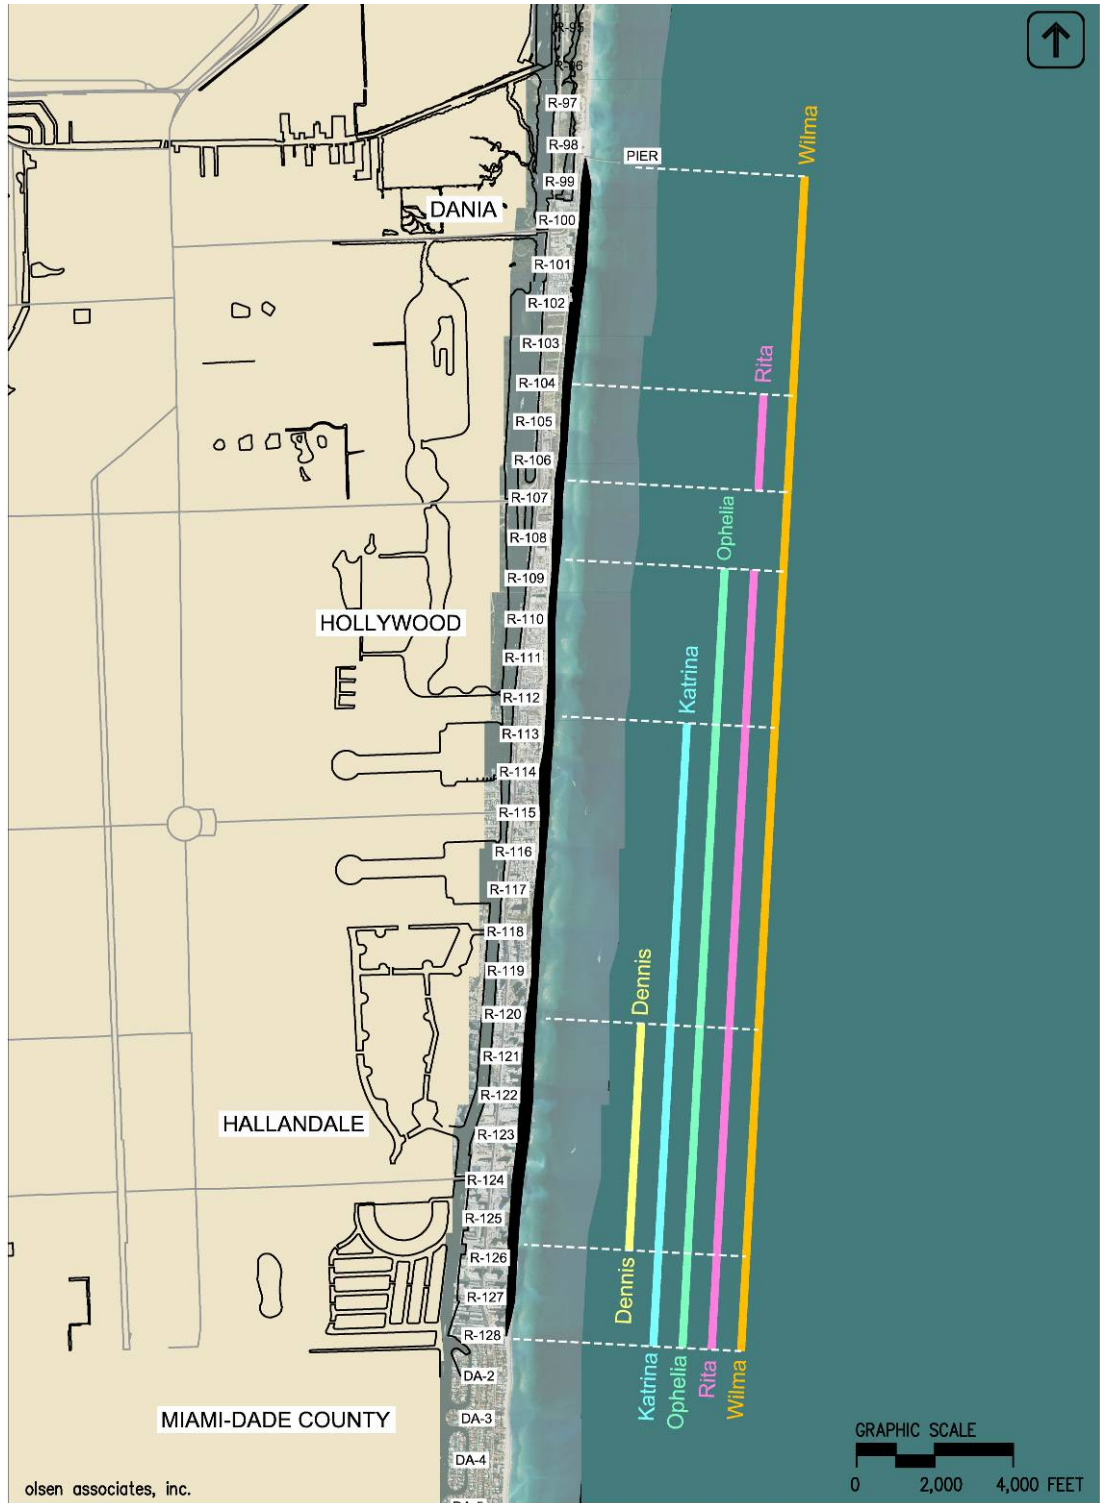 R-95
R-96
R-97
R-98
PIER
R-99
DANIA
R-100
R-101
R-102
R-103
R-104
R-105
R-106
R-107
R-108
R-109
HOLLYWOOD
R-110
R-111
R-112
R-113
R-114
R-115
R-116
R-117
R-118
R-119
R-120
R-121
R-122
HALLANDALE
R-123
R-124
R-125
R-126
R-127
R-128
DA-2
MIAMI-DADE COUNTY
DA-3
DA-4
Wilma
Rita
Ophelia
Katrina
Dennis
Dennis
Katrina
Ophelia
Rita
Wilma
GRAPHIC SCALE
0 2,000 4,000 FEET
olsen associates, inc.